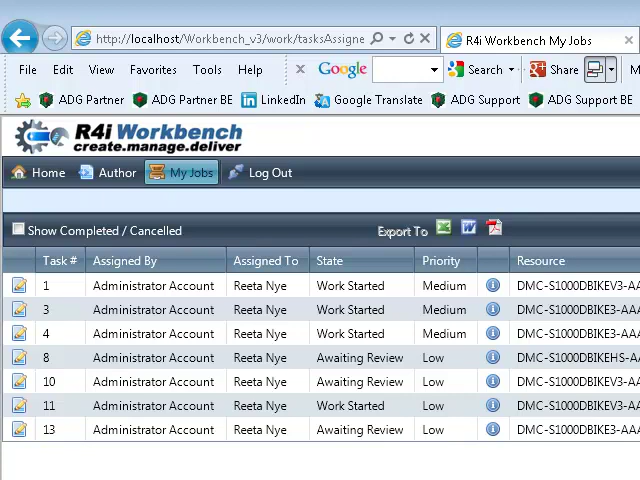 http://localhost/Workbench_v3/work/tasksAssigne
R4i Workbench My Jobs
File Edit View Favorites Tools Help
Google
Search
Share
M
ADG Partner ADG Partner BE LinkedIn Google Translate ADG Support ADG Support BE
R4i Workbench
create.manage.deliver
Home Author My Jobs Log Out
Show Completed / Cancelled Export To
Task # Assigned By Assigned To State Priority Resource
1 Administrator Account Reeta Nye Work Started Medium DMC-S1000DBIKEV3-AA
3 Administrator Account Reeta Nye Work Started Medium DMC-S1000DBIKE3-AAA
4 Administrator Account Reeta Nye Work Started Medium DMC-S1000DBIKE3-AAA
8 Administrator Account Reeta Nye Awaiting Review Low DMC-S1000DBIKEHS-AA
10 Administrator Account Reeta Nye Awaiting Review Low DMC-S1000DBIKEV3-AA
11 Administrator Account Reeta Nye Work Started Low DMC-S1000DBIKEV3-AA
13 Administrator Account Reeta Nye Awaiting Review Low DMC-S1000DBIKE3-AAA